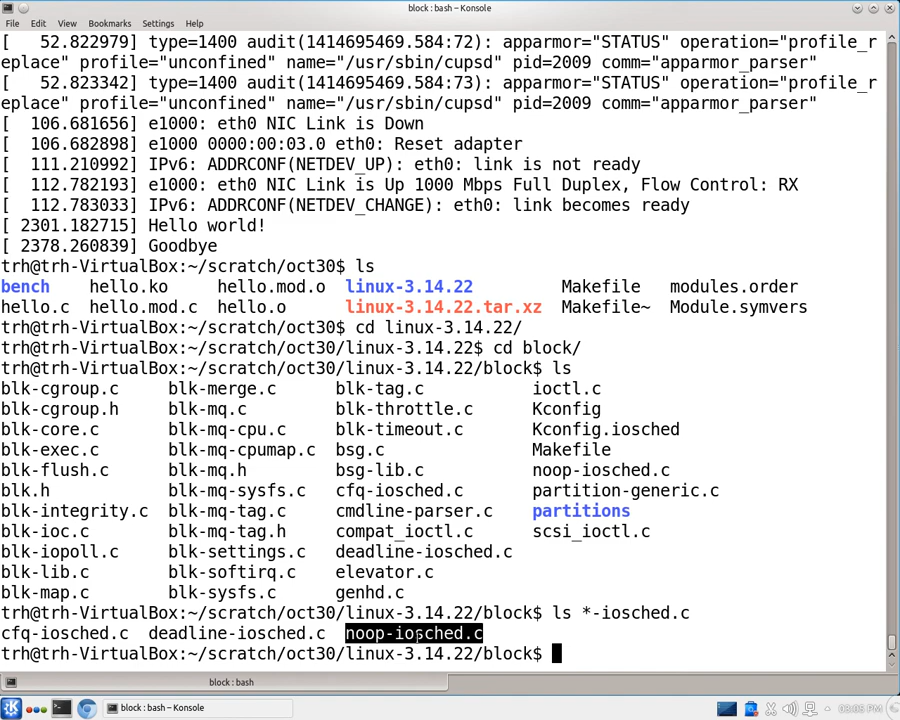 block : bash – Konsole
File Edit View Bookmarks Settings Help
[   52.822979] type=1400 audit(1414695469.584:72): apparmor="STATUS" operation="profile_r
eplace" profile="unconfined" name="/usr/sbin/cupsd" pid=2009 comm="apparmor_parser"
[   52.823342] type=1400 audit(1414695469.584:73): apparmor="STATUS" operation="profile_r
eplace" profile="unconfined" name="/usr/sbin/cupsd" pid=2009 comm="apparmor_parser"
[  106.681656] e1000: eth0 NIC Link is Down
[  106.682898] e1000 0000:00:03.0 eth0: Reset adapter
[  111.210992] IPv6: ADDRCONF(NETDEV_UP): eth0: link is not ready
[  112.782193] e1000: eth0 NIC Link is Up 1000 Mbps Full Duplex, Flow Control: RX
[  112.783033] IPv6: ADDRCONF(NETDEV_CHANGE): eth0: link becomes ready
[ 2301.182715] Hello world!
[ 2378.260839] Goodbye
trh@trh-VirtualBox:~/scratch/oct30$ ls
bench    hello.ko     hello.mod.o  linux-3.14.22         Makefile   modules.order
hello.c  hello.mod.c  hello.o      linux-3.14.22.tar.xz  Makefile~  Module.symvers
trh@trh-VirtualBox:~/scratch/oct30$ cd linux-3.14.22/
trh@trh-VirtualBox:~/scratch/oct30/linux-3.14.22$ cd block/
trh@trh-VirtualBox:~/scratch/oct30/linux-3.14.22/block$ ls
blk-cgroup.c     blk-merge.c      blk-tag.c           ioctl.c
blk-cgroup.h     blk-mq.c         blk-throttle.c      Kconfig
blk-core.c       blk-mq-cpu.c     blk-timeout.c       Kconfig.iosched
blk-exec.c       blk-mq-cpumap.c  bsg.c               Makefile
blk-flush.c      blk-mq.h         bsg-lib.c           noop-iosched.c
blk.h            blk-mq-sysfs.c   cfq-iosched.c       partition-generic.c
blk-integrity.c  blk-mq-tag.c     cmdline-parser.c    partitions
blk-ioc.c        blk-mq-tag.h     compat_ioctl.c      scsi_ioctl.c
blk-iopoll.c     blk-settings.c   deadline-iosched.c
blk-lib.c        blk-softirq.c    elevator.c
blk-map.c        blk-sysfs.c      genhd.c
trh@trh-VirtualBox:~/scratch/oct30/linux-3.14.22/block$ ls *-iosched.c
cfq-iosched.c  deadline-iosched.c  noop-iosched.c
trh@trh-VirtualBox:~/scratch/oct30/linux-3.14.22/block$
block : bash
block : bash – Konsole
03:05 PM